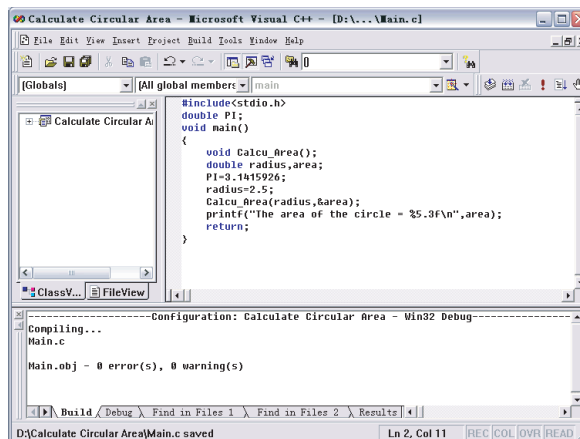 Calculate Circular Area - Microsoft Visual C++ - [D:\...\Main.c]
File Edit View Insert Project Build Tools Window Help
(Globals) (All global members main
Calculate Circular A
#include<stdio.h>
double PI;
void main()
{
void Calcu_Area();
double radius,area;
PI=3.1415926;
radius=2.5;
Calcu_Area(radius,&area);
printf("The area of the circle = %5.3f\n",area);
return;
}
ClassV... FileView
--------------------Configuration: Calculate Circular Area - Win32 Debug--------------------
Compiling...
Main.c
Main.obj - 0 error(s), 0 warning(s)
Build Debug Find in Files 1 Find in Files 2 Results
D:\Calculate Circular Area\Main.c saved Ln 2, Col 11 REC COL OVR READ